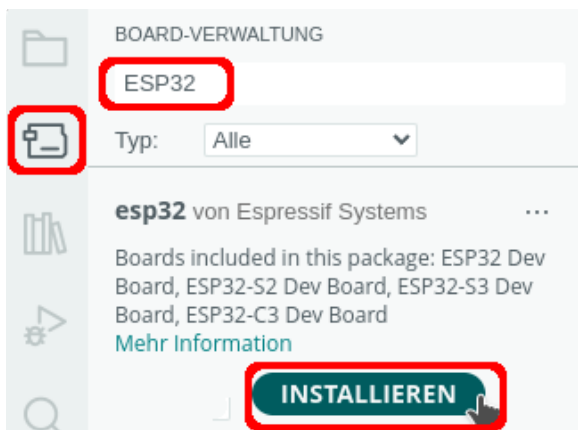 BOARD-VERWALTUNG
ESP32
Typ: Alle
esp32 von Espressif Systems ...
Boards included in this package: ESP32 Dev
Board, ESP32-S2 Dev Board, ESP32-S3 Dev
Board, ESP32-C3 Dev Board
Mehr Information
INSTALLIEREN